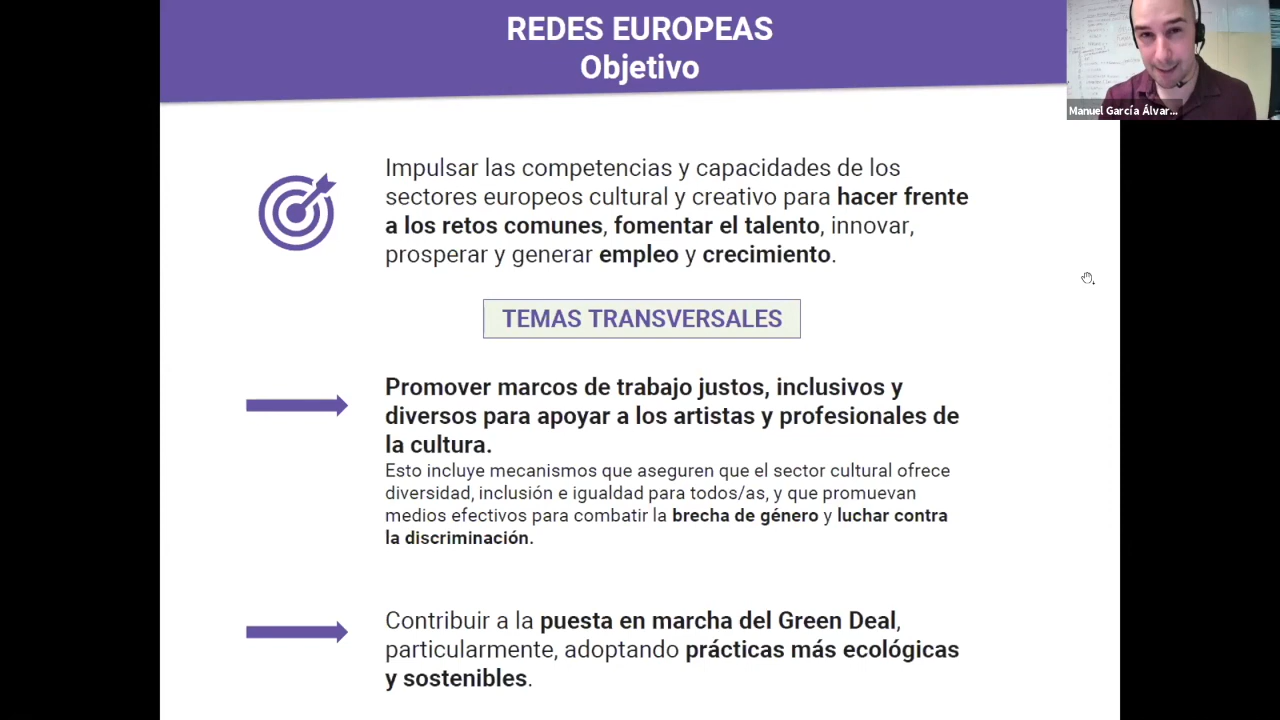 REDES EUROPEAS
Objetivo
Manuel García Álvar...
Impulsar las competencias y capacidades de los
sectores europeos cultural y creativo para hacer frente
a los retos comunes, fomentar el talento, innovar,
prosperar y generar empleo y crecimiento.
TEMAS TRANSVERSALES
Promover marcos de trabajo justos, inclusivos y
diversos para apoyar a los artistas y profesionales de
la cultura.
Esto incluye mecanismos que aseguren que el sector cultural ofrece
diversidad, inclusión e igualdad para todos/as, y que promuevan
medios efectivos para combatir la brecha de género y luchar contra
la discriminación.
Contribuir a la puesta en marcha del Green Deal,
particularmente, adoptando prácticas más ecológicas
y sostenibles.